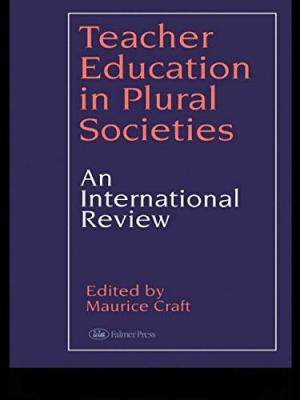 Teacher
Education
in Plural
Societies
An
International
Review
Edited by
Maurice Craft
Falmer Press